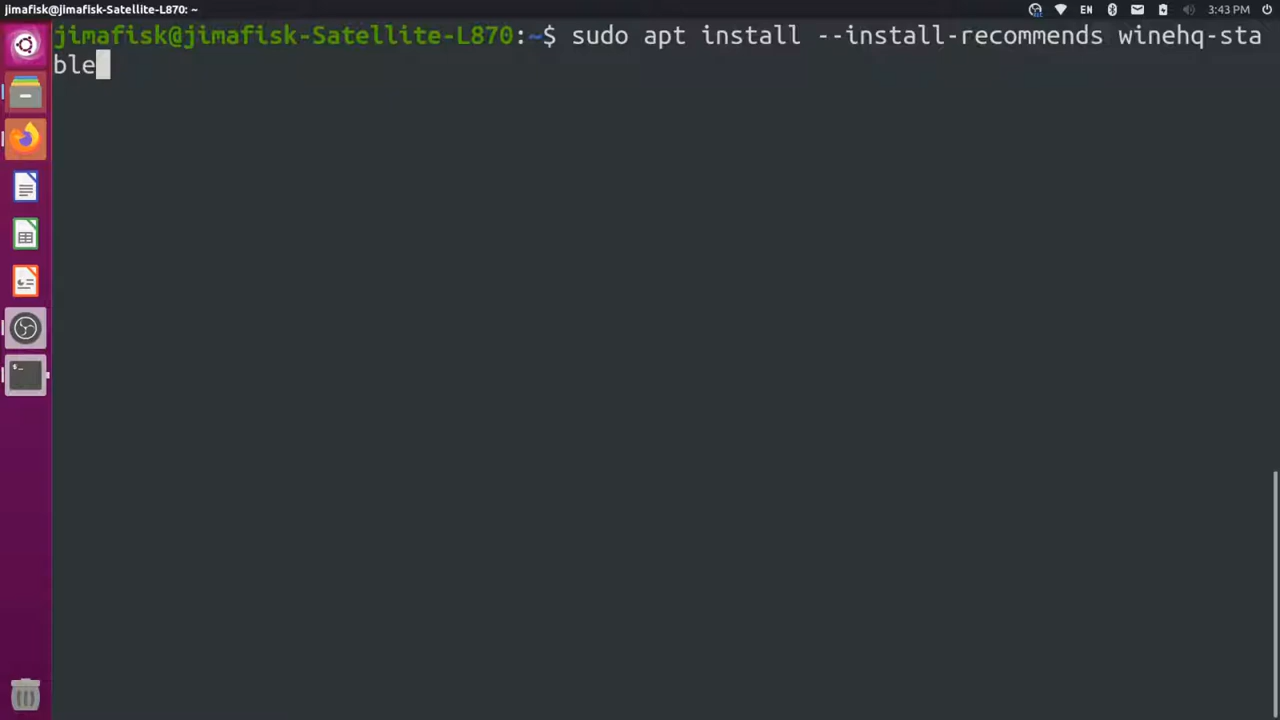 jimafisk@jimafisk-Satellite-L870: ~
EN
3:43 PM
jimafisk@jimafisk-Satellite-L870:~$ sudo apt install --install-recommends winehq-sta
ble